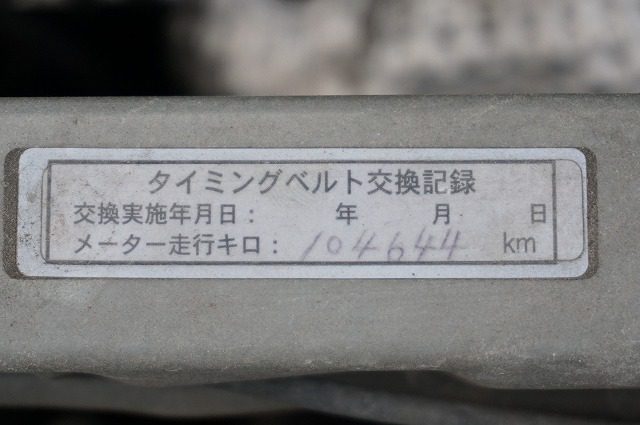 タイミングベルト交換記録
交換実施年月日： 年 月 日
メーター走行キロ： 104644 km